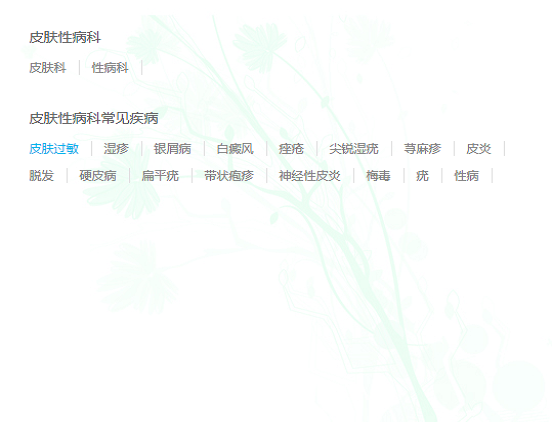 皮肤性病科
皮肤科 | 性病科 |
皮肤性病科常见疾病
皮肤过敏 | 湿疹 | 银屑病 | 白癜风 | 痤疮 | 尖锐湿疣 | 荨麻疹 | 皮炎 |
脱发 | 硬皮病 | 扁平疣 | 带状疱疹 | 神经性皮炎 | 梅毒 | 疣 | 性病 |